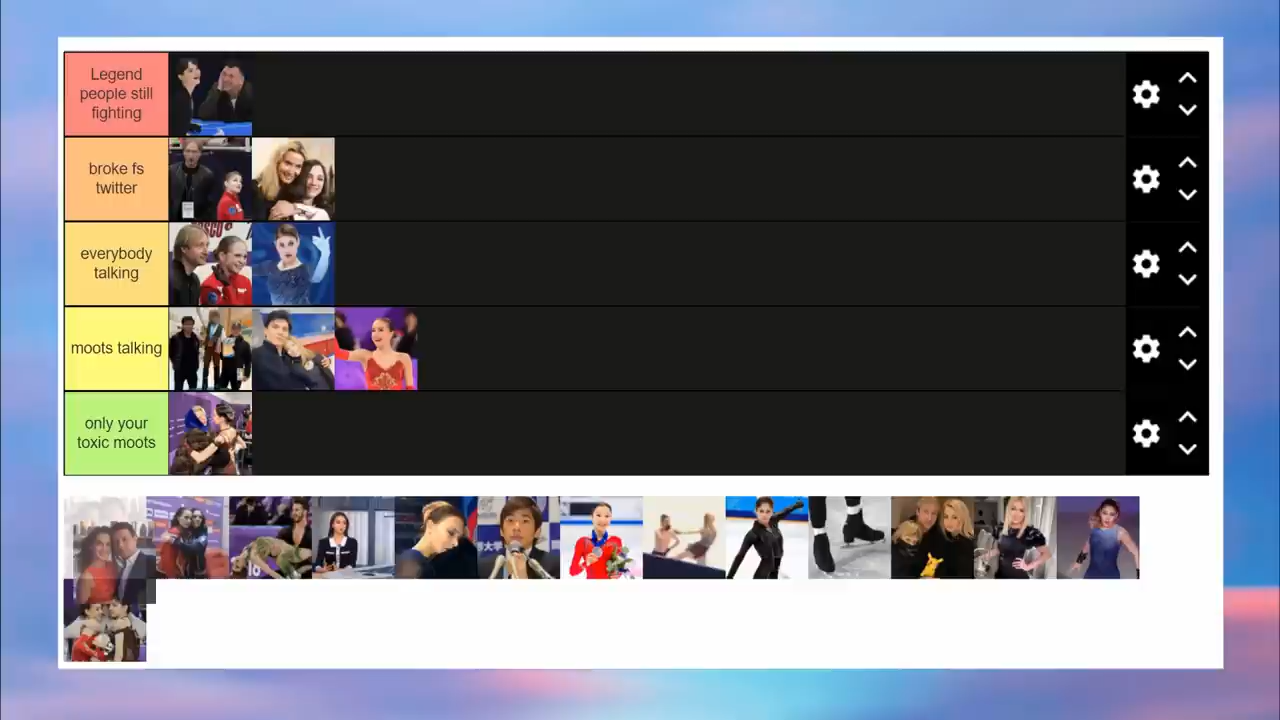 Legend
people still
fighting
broke fs
twitter
everybody
talking
moots talking
only your
toxic moots